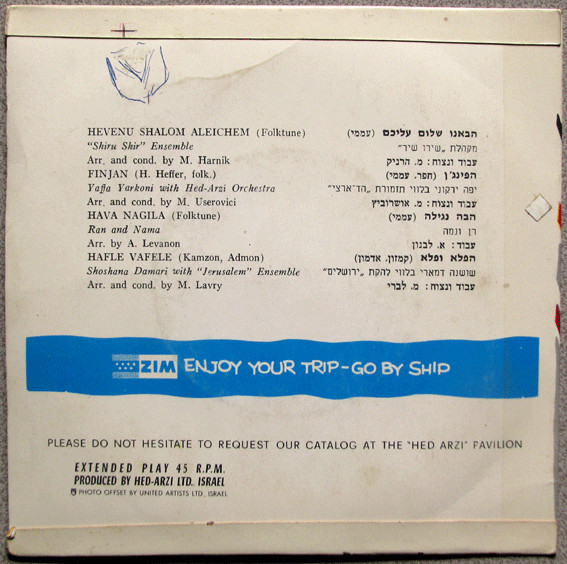 HEVENU SHALOM ALEICHEM (Folktune) הבאנו שלום עליכם (עממי)
"Shiru Shir" Ensemble מקהלת „שירו שיר"
Arr. and cond. by M. Harnik עבוד ונצוח: מ. הרניק
FINJAN (H. Heffer, folk.) הפינג'ן (חפר, עממי)
Yaffa Yarkoni with Hed-Arzi Orchestra יפה ירקוני בלווי תזמורת „הד־ארצי"
Arr. and cond. by M. Userovici עבוד ונצוח: מ. אושרוביץ
HAVA NAGILA (Folktune) הבה נגילה (עממי)
Ran and Nama רן ונמה
Arr. by A. Levanon עבוד: א. לבנון
HAFLE VAFELE (Kamzon, Admon) הפלא ופלא (קמזון, אדמון)
Shoshana Damari with "Jerusalem" Ensemble שושנה דמארי בלווי להקת „ירושלים"
Arr. and cond. by M. Lavry עבוד ונצוח: מ. לברי
ZIM ENJOY YOUR TRIP-GO BY SHIP
PLEASE DO NOT HESITATE TO REQUEST OUR CATALOG AT THE "HED ARZI" PAVILION
EXTENDED PLAY 45 R.P.M.
PRODUCED BY HED-ARZI LTD. ISRAEL
PHOTO OFFSET BY UNITED ARTISTS LTD., ISRAEL